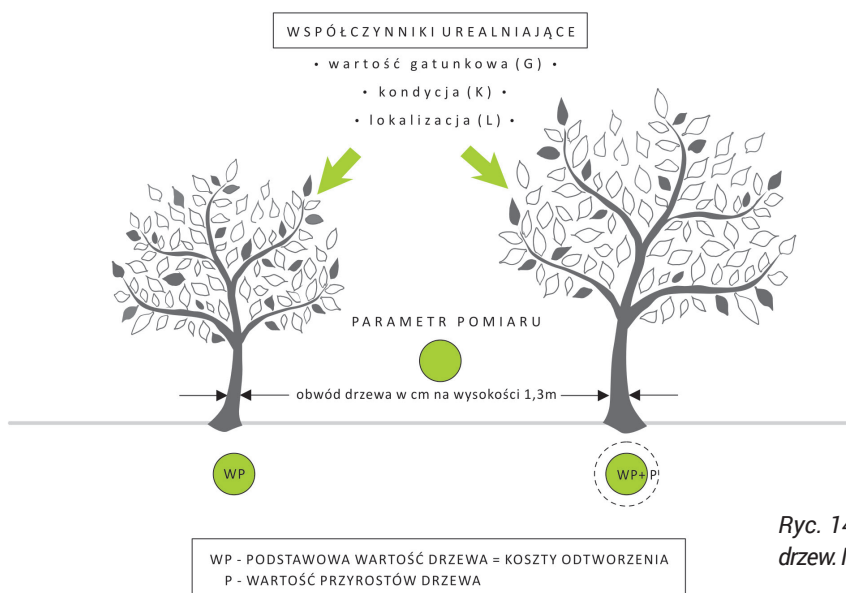 WSPÓŁCZYNNIKI UREALNIAJĄCE
• wartość gatunkowa (G) •
• kondycja (K) •
• lokalizacja (L) •
PARAMETR POMIARU
obwód drzewa w cm na wysokości 1,3m
WP
WP+P
Ryc. 14
drzew.
WP - PODSTAWOWA WARTOŚĆ DRZEWA = KOSZTY ODTWORZENIA
P - WARTOŚĆ PRZYROSTÓW DRZEWA